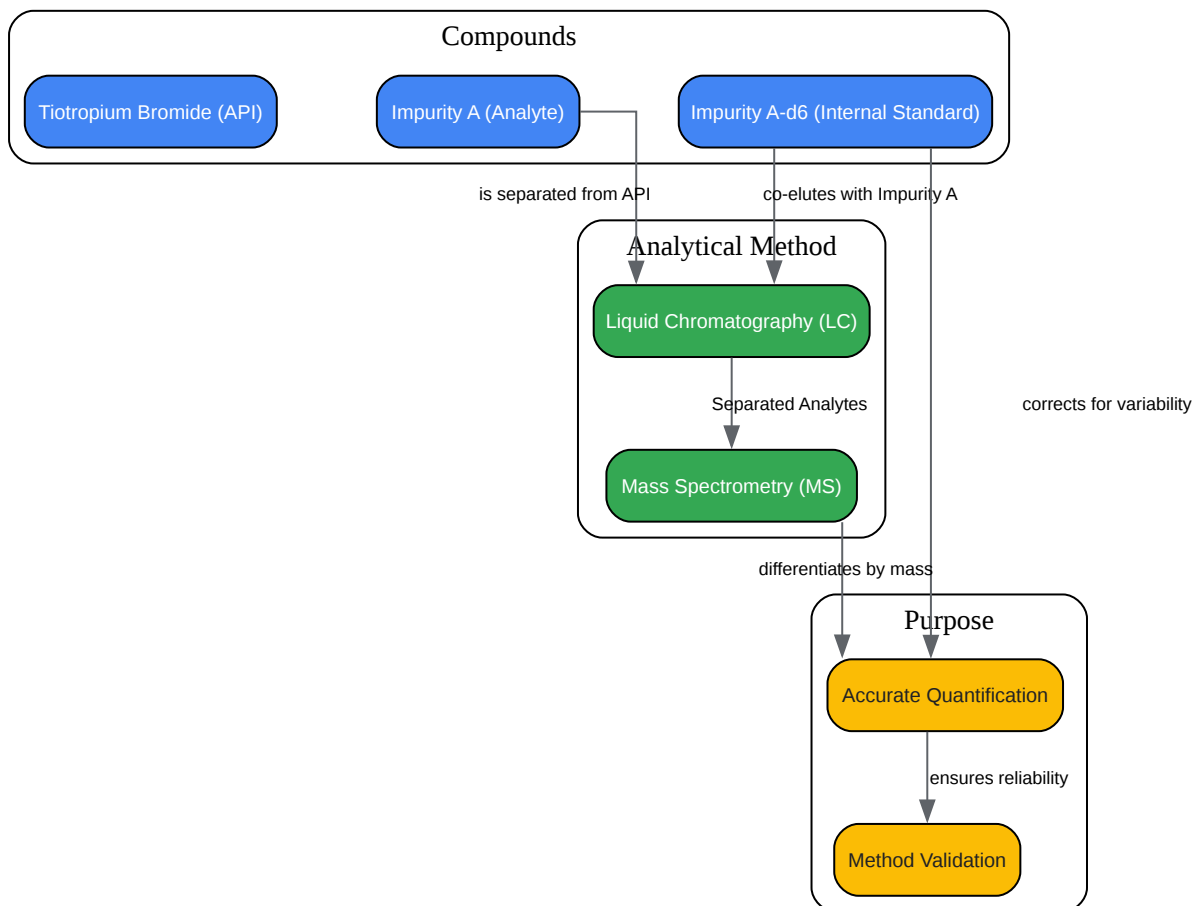 Compounds
Tiotropium Bromide (API)
Impurity A (Analyte)
Impurity A-d6 (Internal Standard)
is separated from API
co-elutes with Impurity A
Analytical Method
Liquid Chromatography (LC)
Separated Analytes
corrects for variability
Mass Spectrometry (MS)
differentiates by mass
Purpose
Accurate Quantification
ensures reliability
Method Validation